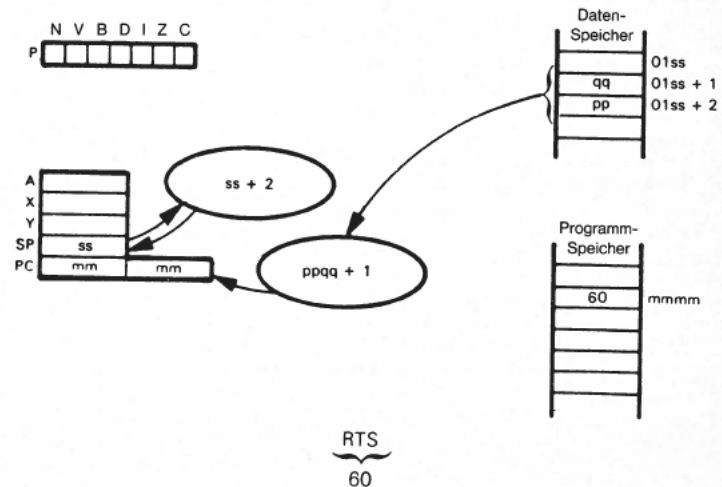 N V B D I Z C
P
Daten-
Speicher
01ss
qq 01ss + 1
pp 01ss + 2
A
X
Y
SP ss
PC mm mm
ss + 2
ppqq + 1
Programm-
Speicher
60 mmmm
RTS
60